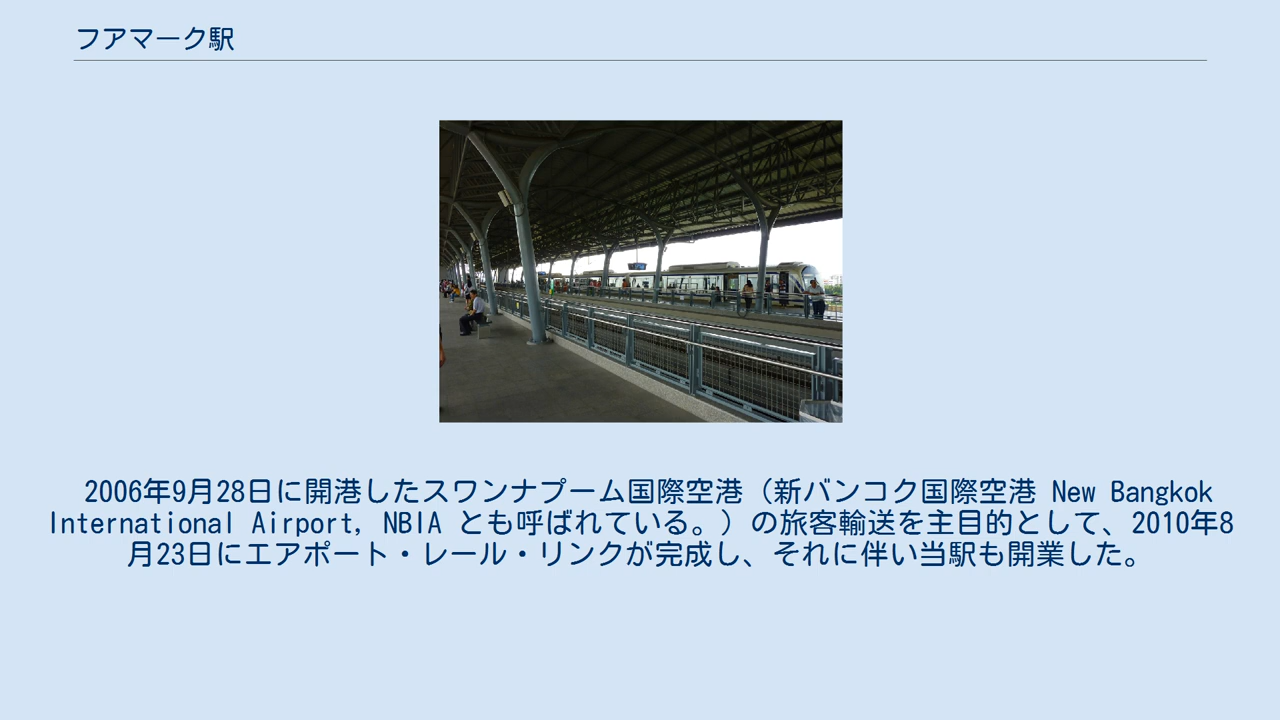 フアマーク駅
2006年9月28日に開港したスワンナプーム国際空港（新バンコク国際空港 New Bangkok
International Airport, NBIA とも呼ばれている。）の旅客輸送を主目的として、2010年8
月23日にエアポート・レール・リンクが完成し、それに伴い当駅も開業した。